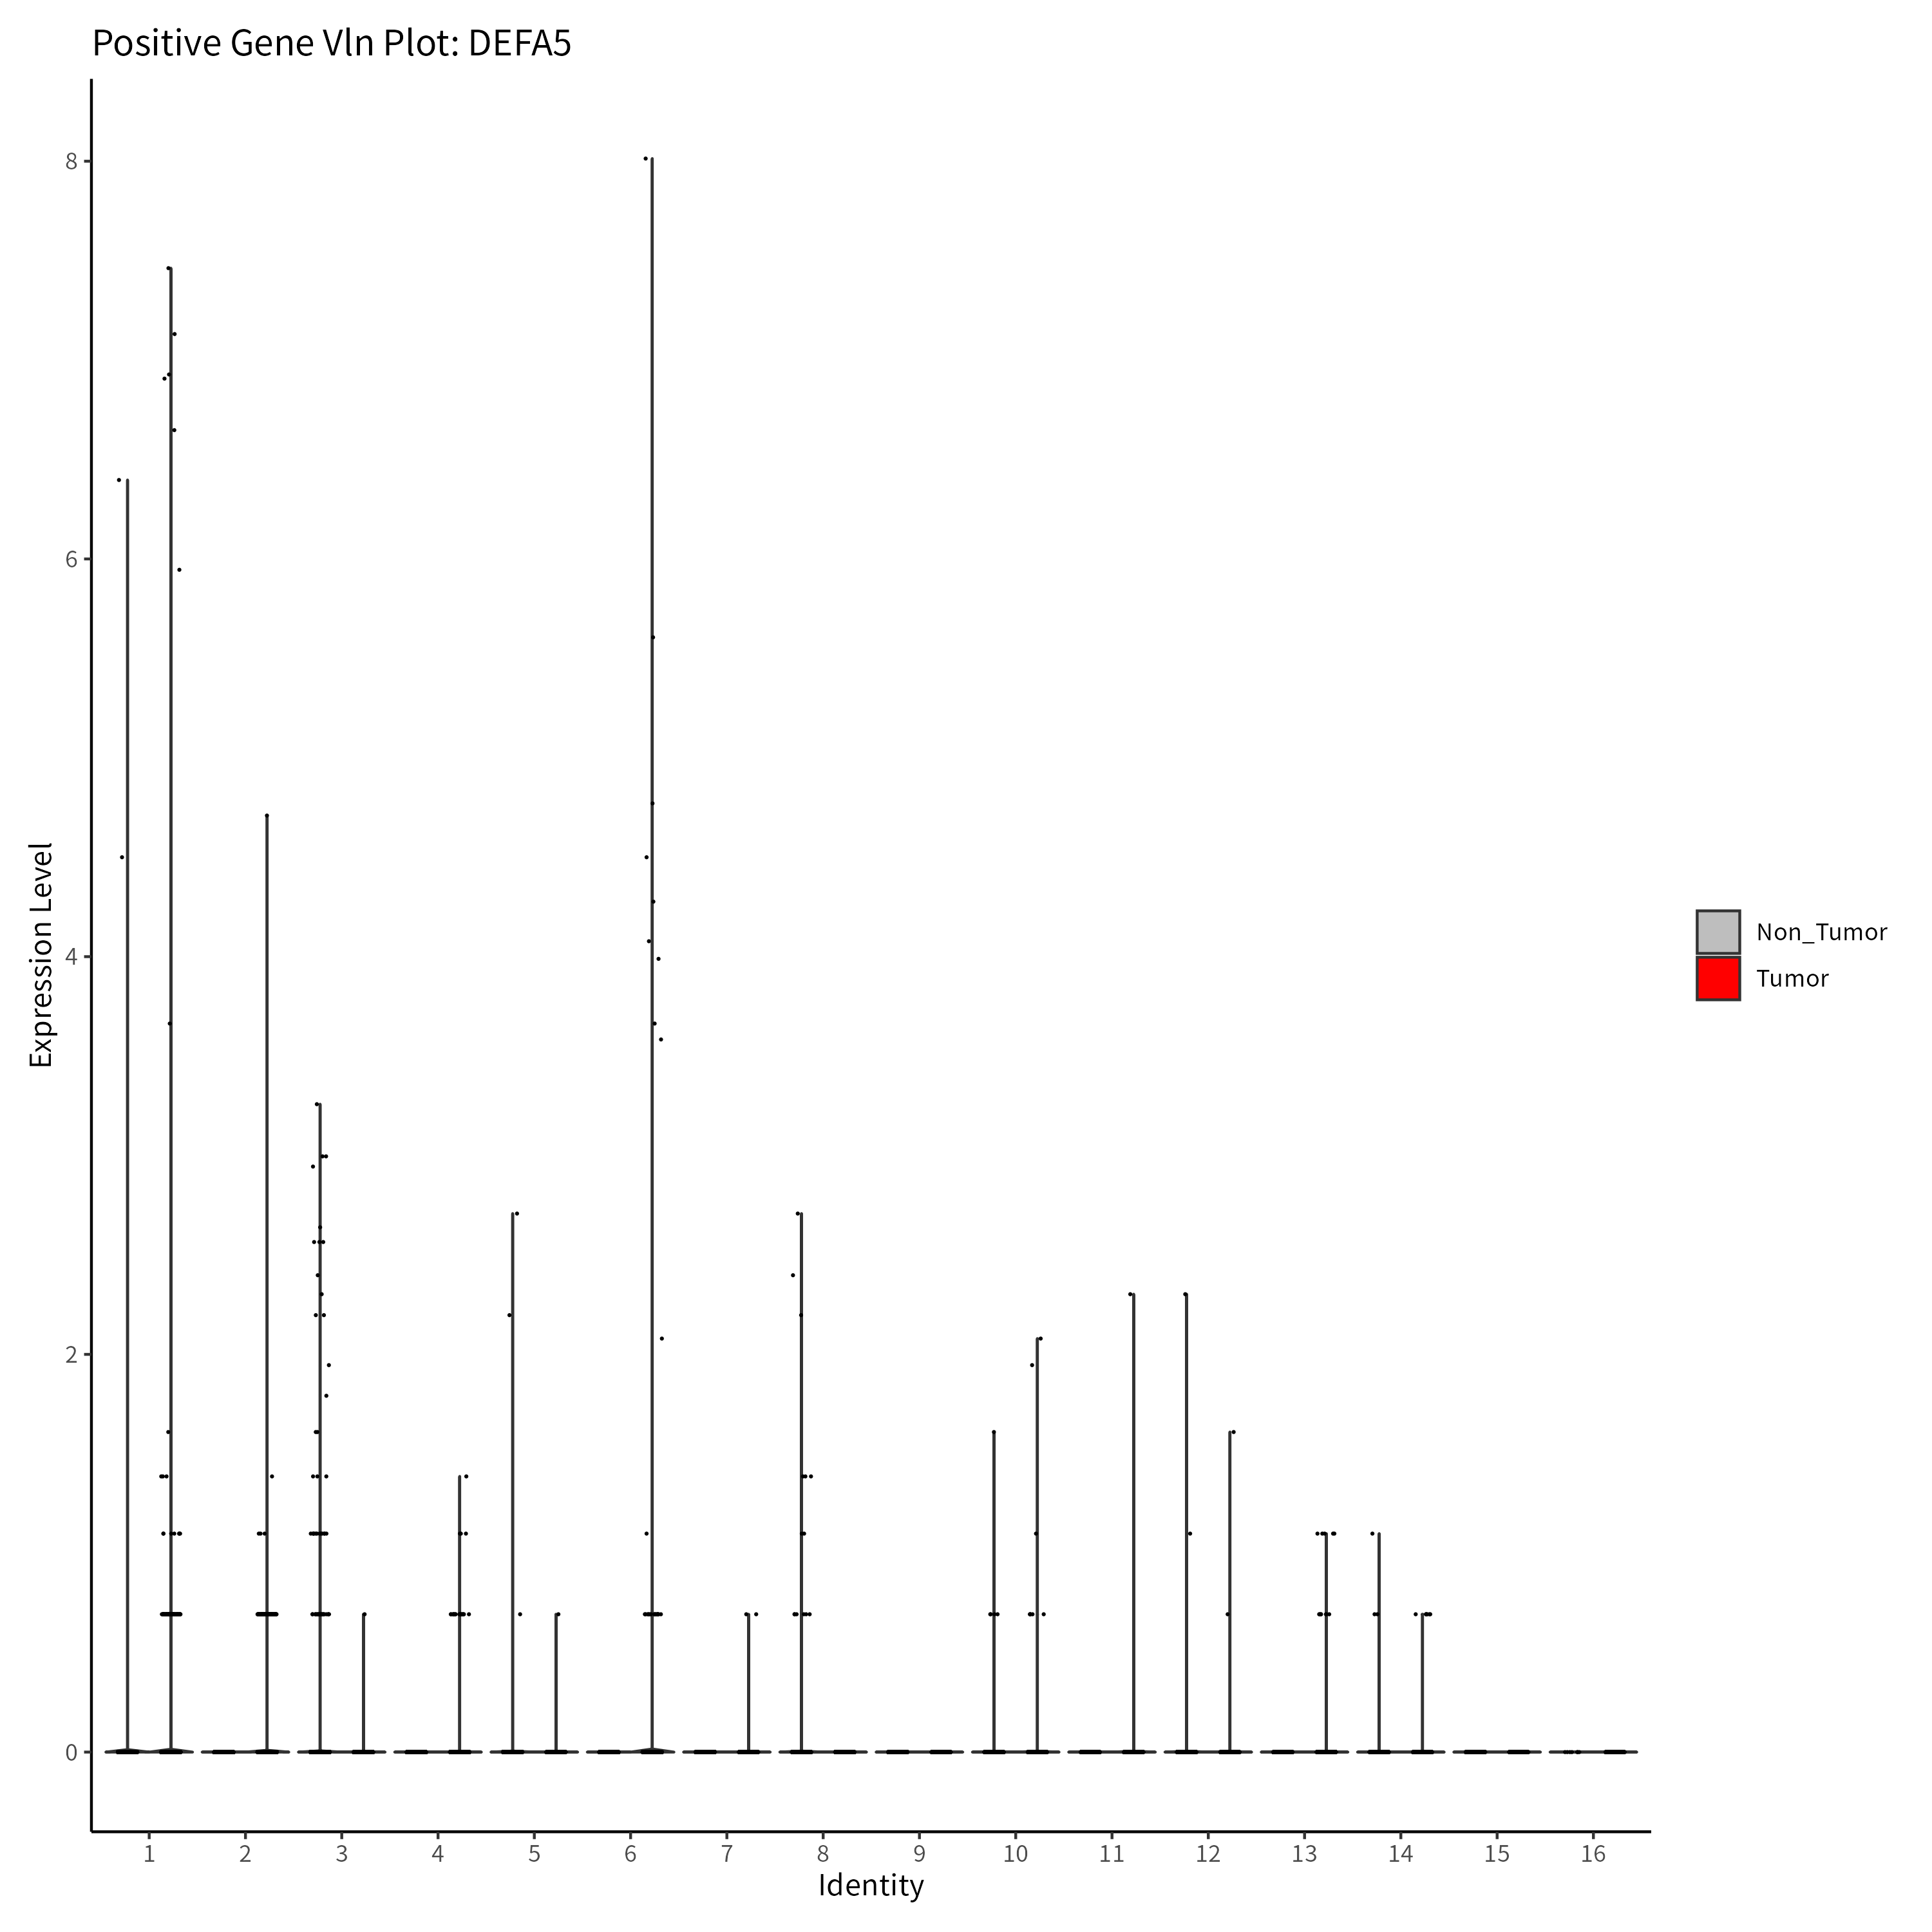 Positive Gene Vln Plot: DEFA5
8
6
4
2
0
Expression Level
1 2 3 4 5 6 7 8 9 10 11 12 13 14 15 16
Identity
Non_Tumor
Tumor